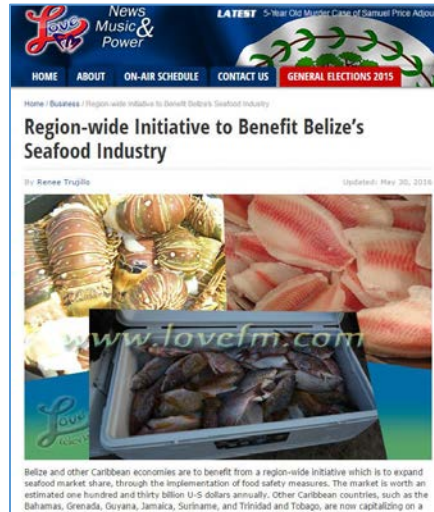 Love
FM
News
Music &
Power
LATEST 5-Year Old Murder Case of Samuel Price Adjou
HOME ABOUT ON-AIR SCHEDULE CONTACT US GENERAL ELECTIONS 2015
Home / Business / Region-wide Initiative to Benefit Belize's Seafood Industry
Region-wide Initiative to Benefit Belize's
Seafood Industry
By Renee Trujillo Updated: May 30, 2016
www.lovefm.com
Love
Belize and other Caribbean economies are to benefit from a region-wide initiative which is to expand
seafood market share, through the implementation of food safety measures. The market is worth an
estimated one hundred and thirty billion U-S dollars annually. Other Caribbean countries, such as the
Bahamas, Grenada, Guyana, Jamaica, Suriname, and Trinidad and Tobago, are now capitalizing on a